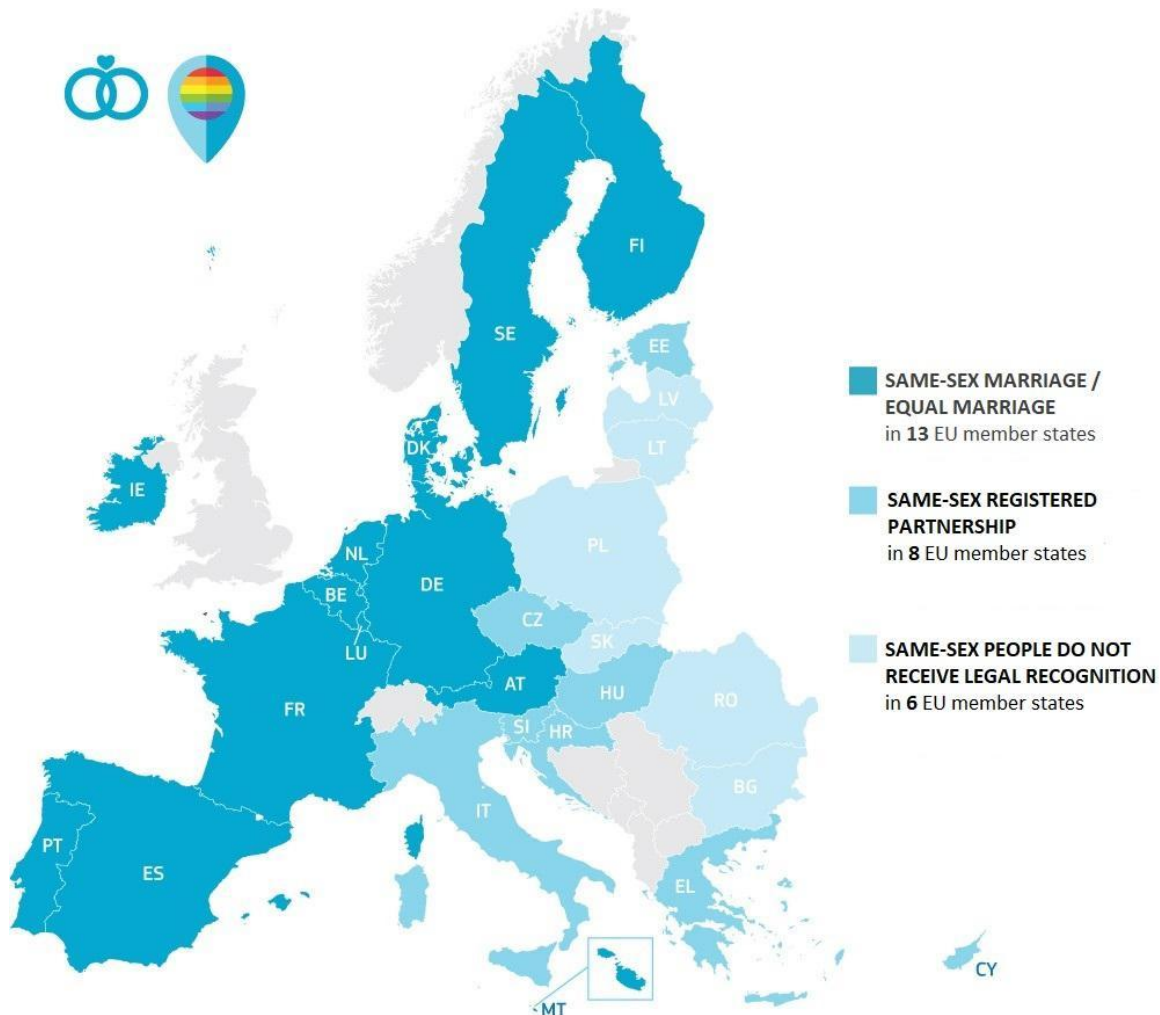 FI
SE
EE
LV
LT
DK
IE
NL
PL
BE
DE
CZ
LU
SK
AT
HU
FR
SI
HR
RO
BG
IT
PT
ES
EL
CY
MT
SAME-SEX MARRIAGE /
EQUAL MARRIAGE
in 13 EU member states
SAME-SEX REGISTERED
PARTNERSHIP
in 8 EU member states
SAME-SEX PEOPLE DO NOT
RECEIVE LEGAL RECOGNITION
in 6 EU member states